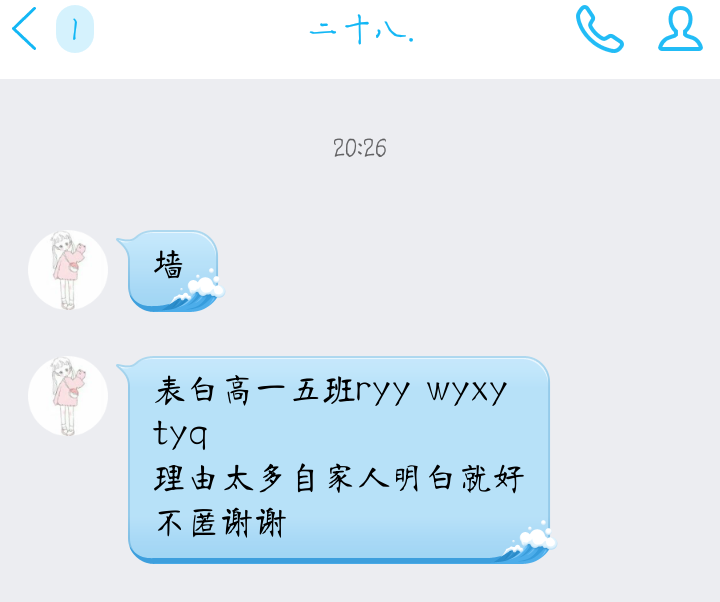 1
二十八.
20:26
墙
表白高一五班ryy wyxy
tyq
理由太多自家人明白就好
不匿谢谢